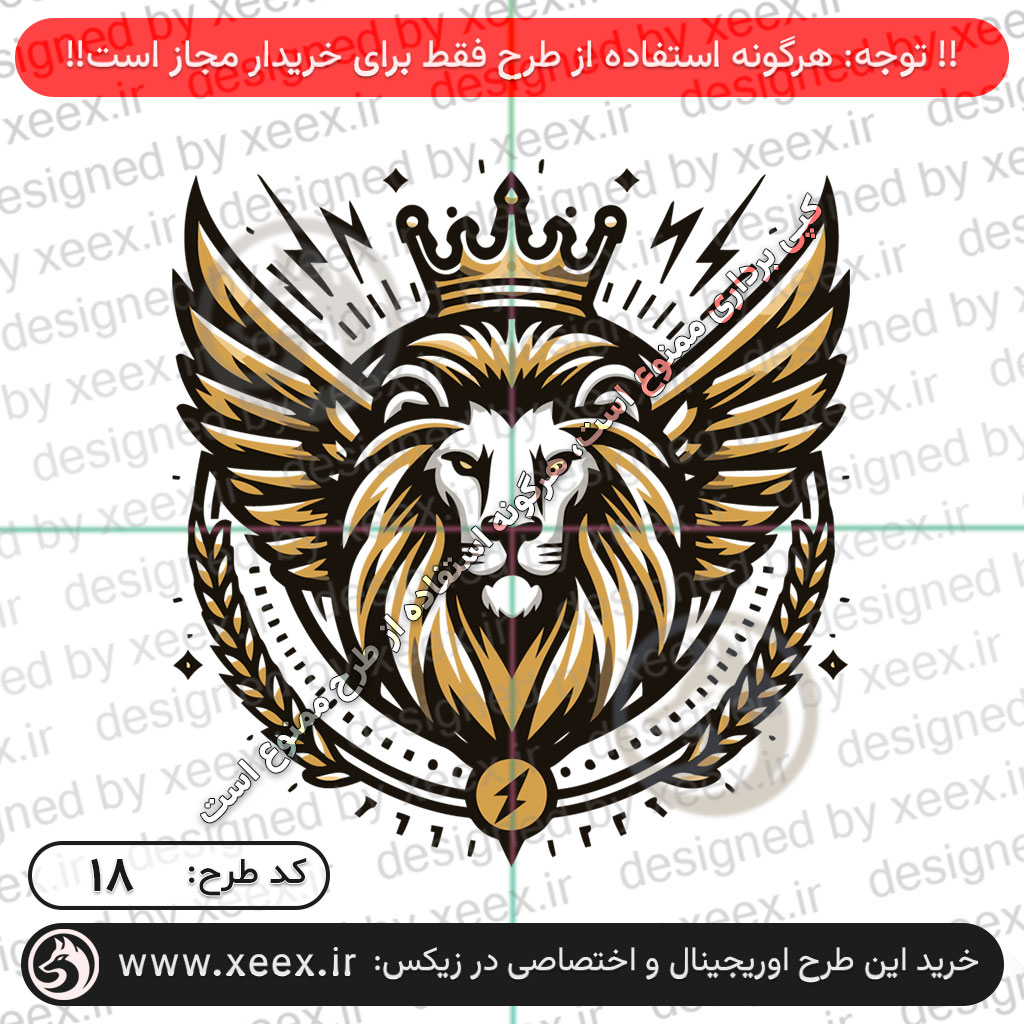 !! توجه: هرگونه استفاده از طرح فقط برای خریدار مجاز است!!
designed by xeex.ir
کپی برداری ممنوع است، هرگونه استفاده از طرح ممنوع است
کد طرح: ۱۸
خرید این طرح اوریجینال و اختصاصی در زیکس: www.xeex.ir